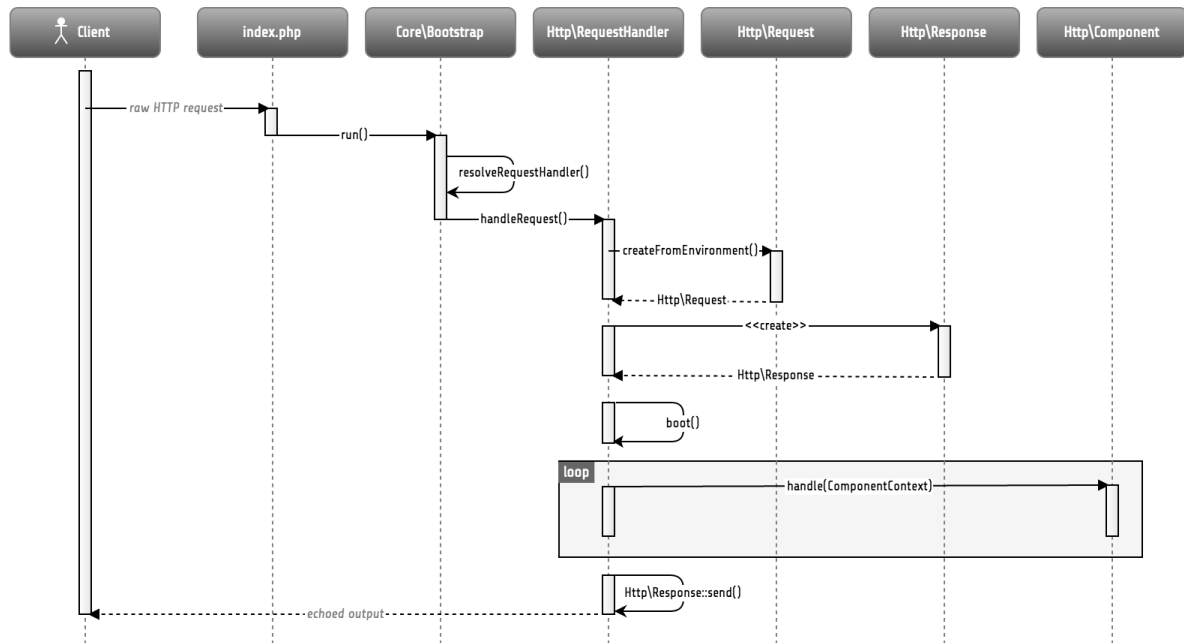 Client
index.php
Core\Bootstrap
Http\RequestHandler
Http\Request
Http\Response
Http\Component
raw HTTP request
run()
resolveRequestHandler()
handleRequest()
createFromEnvironment()
Http\Request
<<create>>
Http\Response
boot()
loop
handle(ComponentContext)
Http\Response::send()
echoed output